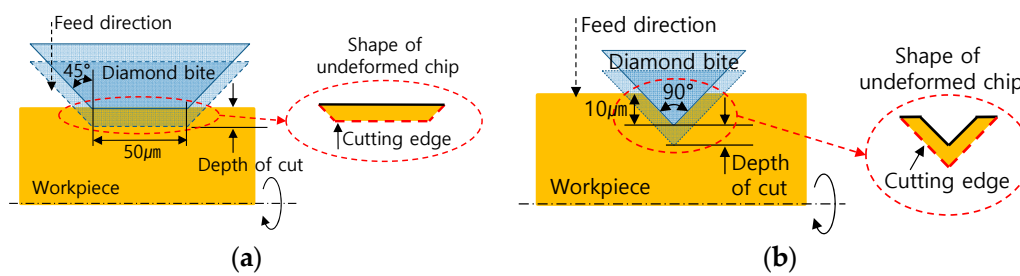 (a)
Feed direction
45°
Diamond bite
50㎛
Depth of cut
Workpiece
Shape of
undeformed chip
Cutting edge
(b)
Feed direction
Diamond bite
90°
10㎛
Depth
of cut
Workpiece
Shape of
undeformed chip
Cutting edge
(a)
(b)